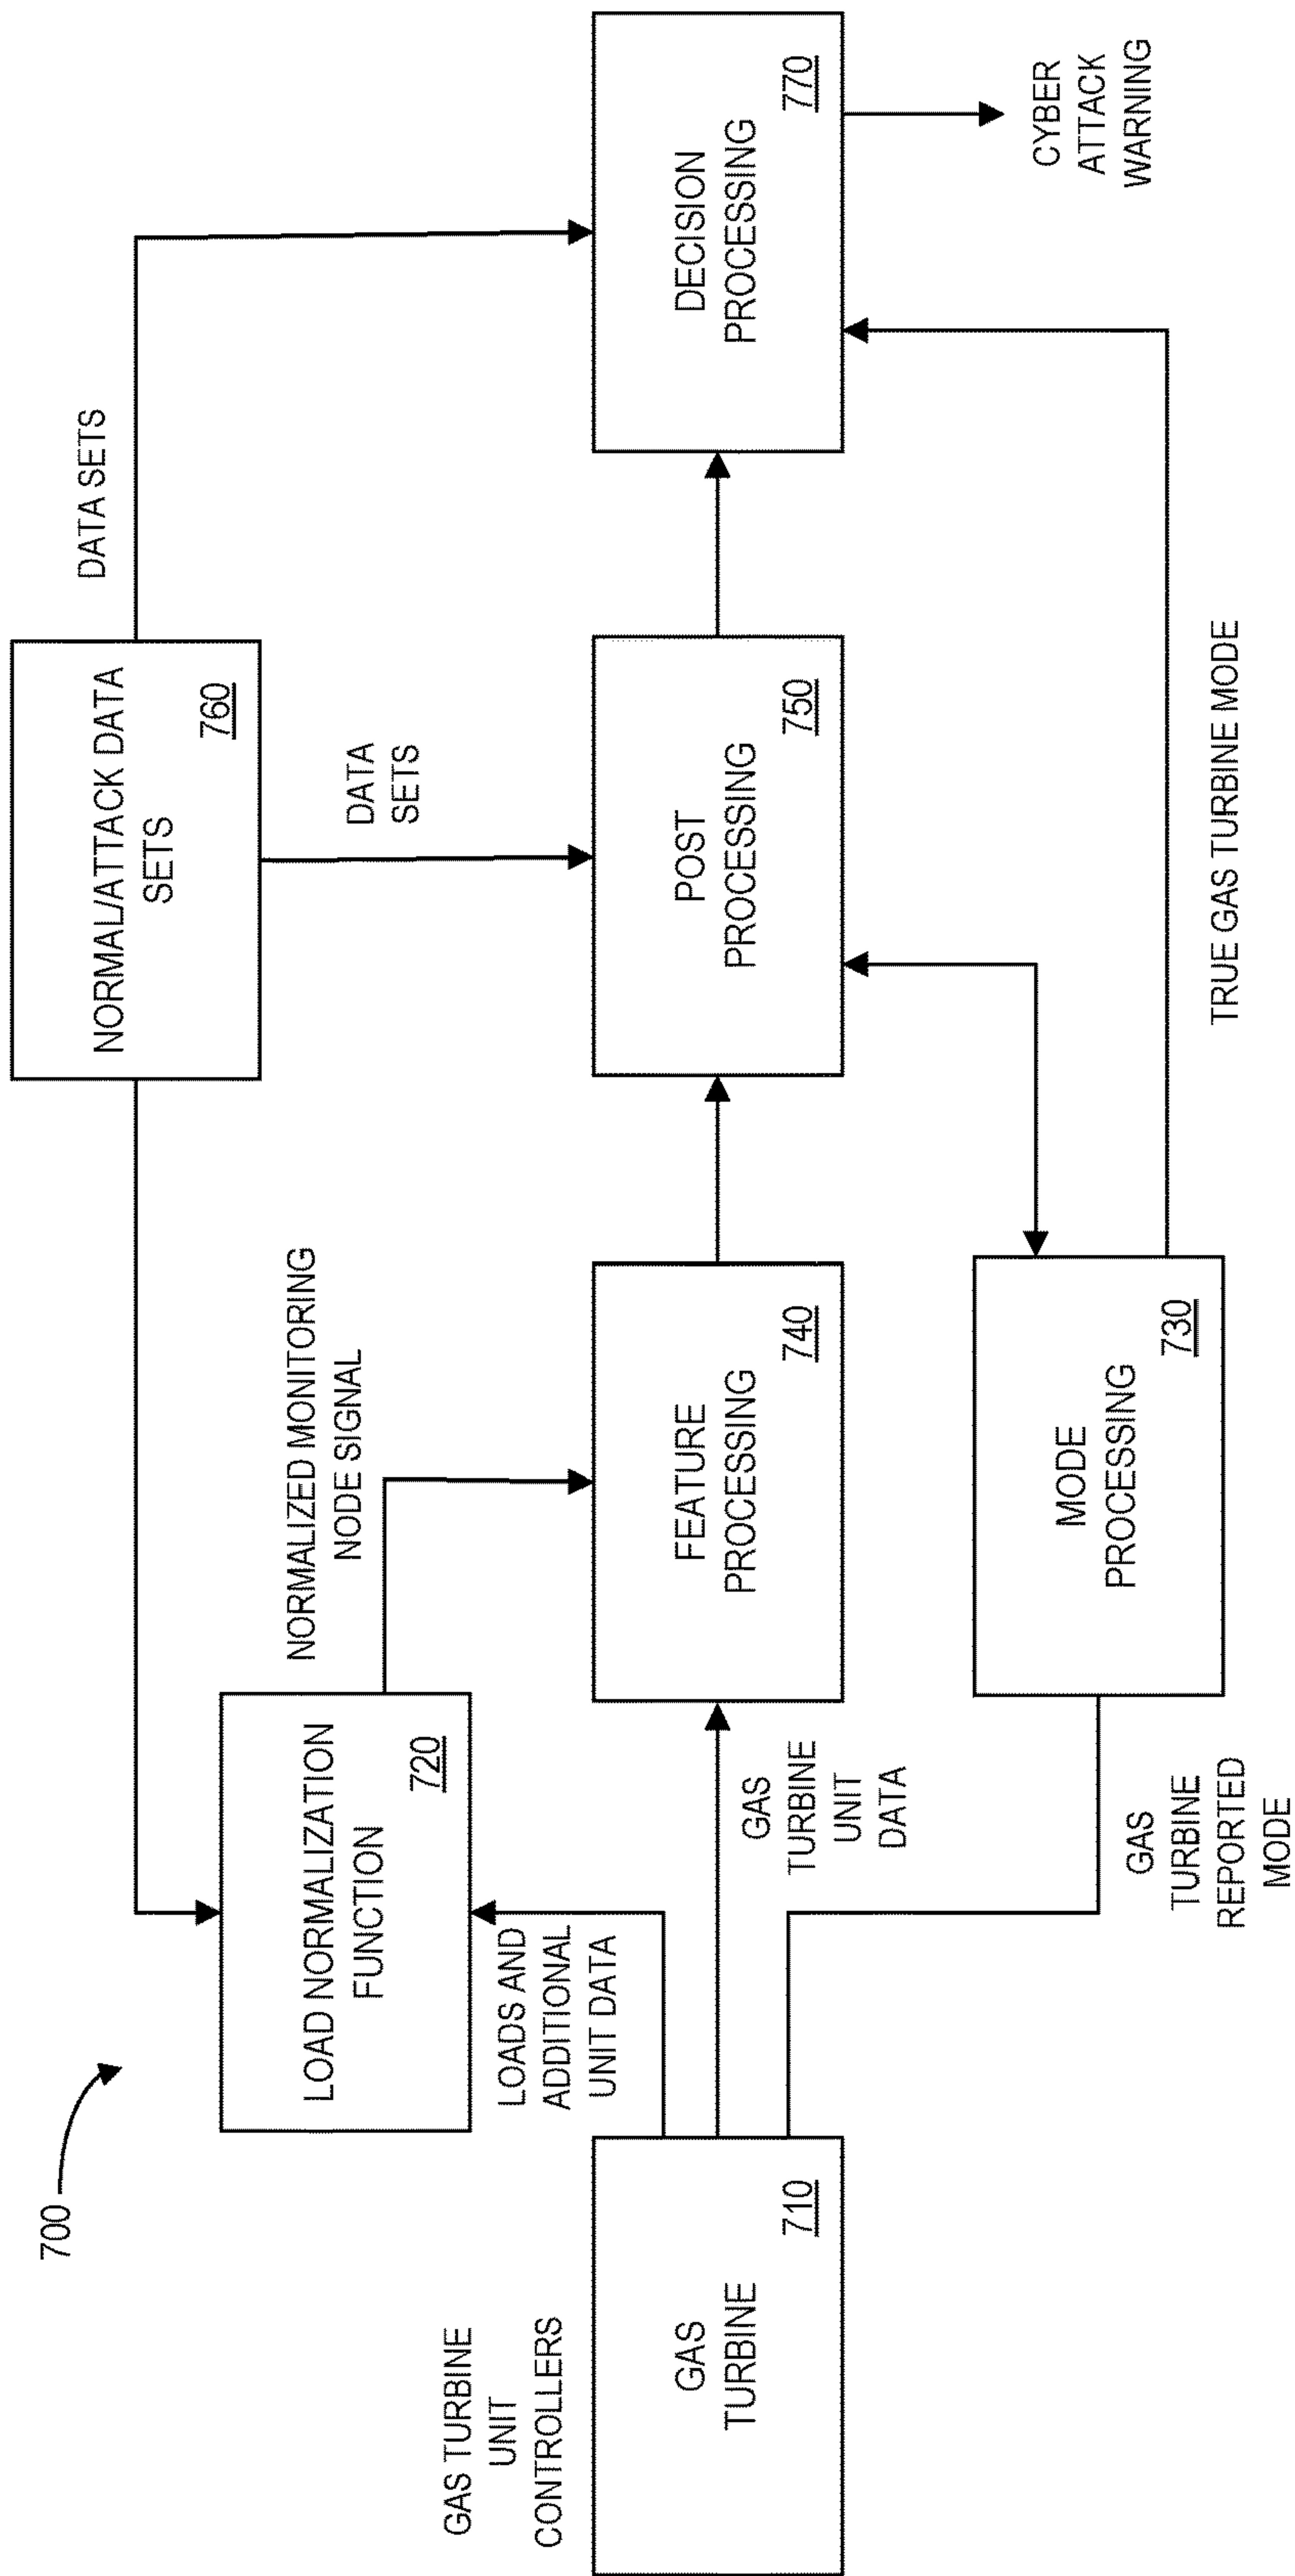 700
NORMAL/ATTACK DATA
SETS
760
DATA SETS
DATA
SETS
LOAD NORMALIZATION
FUNCTION
720
NORMALIZED MONITORING
NODE SIGNAL
LOADS AND
ADDITIONAL
UNIT DATA
GAS TURBINE
UNIT
CONTROLLERS
GAS
TURBINE
710
GAS
TURBINE
UNIT
DATA
FEATURE
PROCESSING
740
POST
PROCESSING
750
DECISION
PROCESSING
770
CYBER
ATTACK
WARNING
GAS
TURBINE
REPORTED
MODE
MODE
PROCESSING
730
TRUE GAS TURBINE MODE